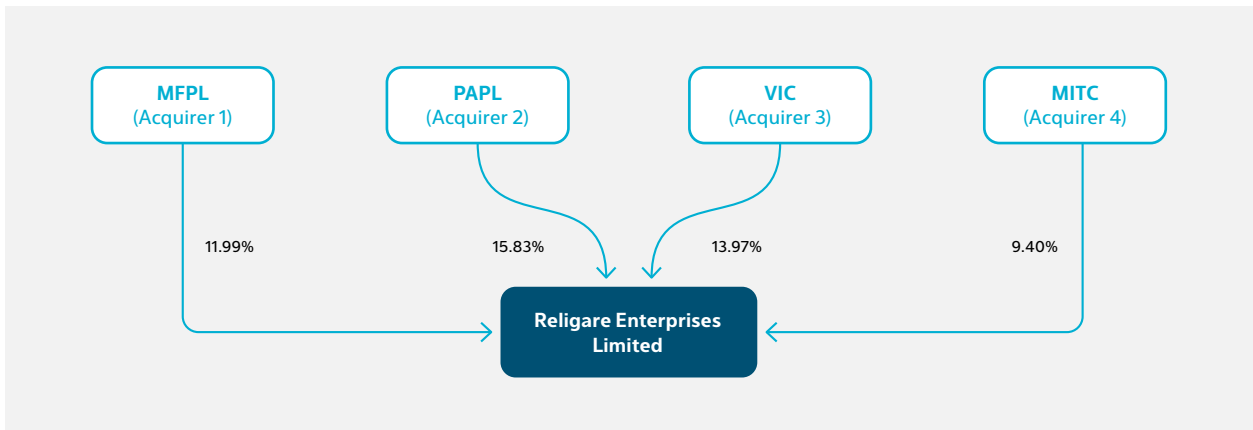 MFPL
(Acquirer 1)
PAPL
(Acquirer 2)
VIC
(Acquirer 3)
MITC
(Acquirer 4)
11.99%
15.83%
13.97%
9.40%
Religare Enterprises
Limited